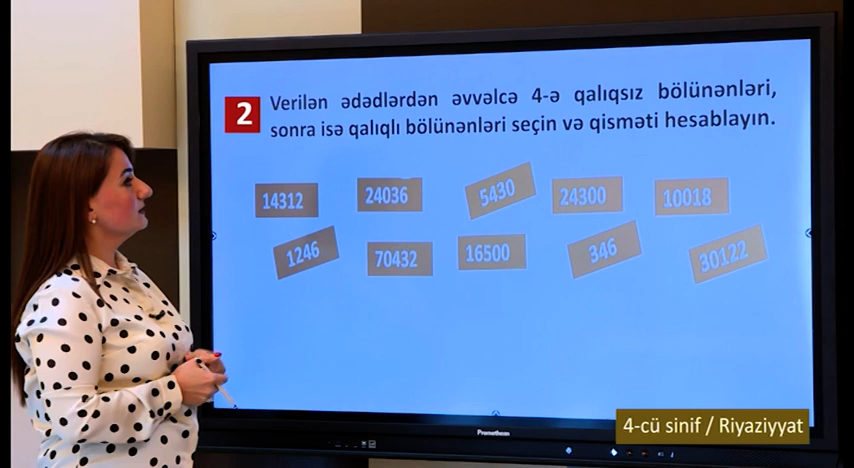 2
Verilən ədədlərdən əvvəlcə 4-ə qalıqsız bölünənləri,
sonra isə qalıqlı bölünənləri seçin və qisməti hesablayın.
14312 24036 5430 24300 10018
1246 70432 16500 346 30122
Promethean
4-cü sinif / Riyaziyyat